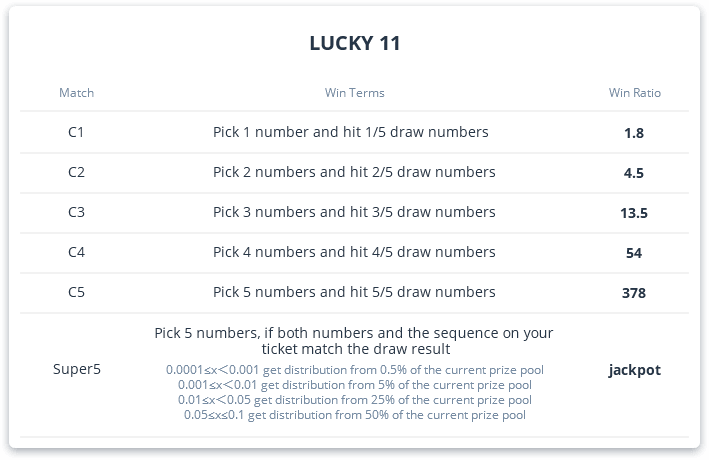 LUCKY 11
Match Win Terms Win Ratio
C1 Pick 1 number and hit 1/5 draw numbers 1.8
C2 Pick 2 numbers and hit 2/5 draw numbers 4.5
C3 Pick 3 numbers and hit 3/5 draw numbers 13.5
C4 Pick 4 numbers and hit 4/5 draw numbers 54
C5 Pick 5 numbers and hit 5/5 draw numbers 378
Pick 5 numbers, if both numbers and the sequence on your
ticket match the draw result
Super5 0.0001≤x＜0.001 get distribution from 0.5% of the current prize pool jackpot
0.001≤x＜0.01 get distribution from 5% of the current prize pool
0.01≤x＜0.05 get distribution from 25% of the current prize pool
0.05≤x≤0.1 get distribution from 50% of the current prize pool